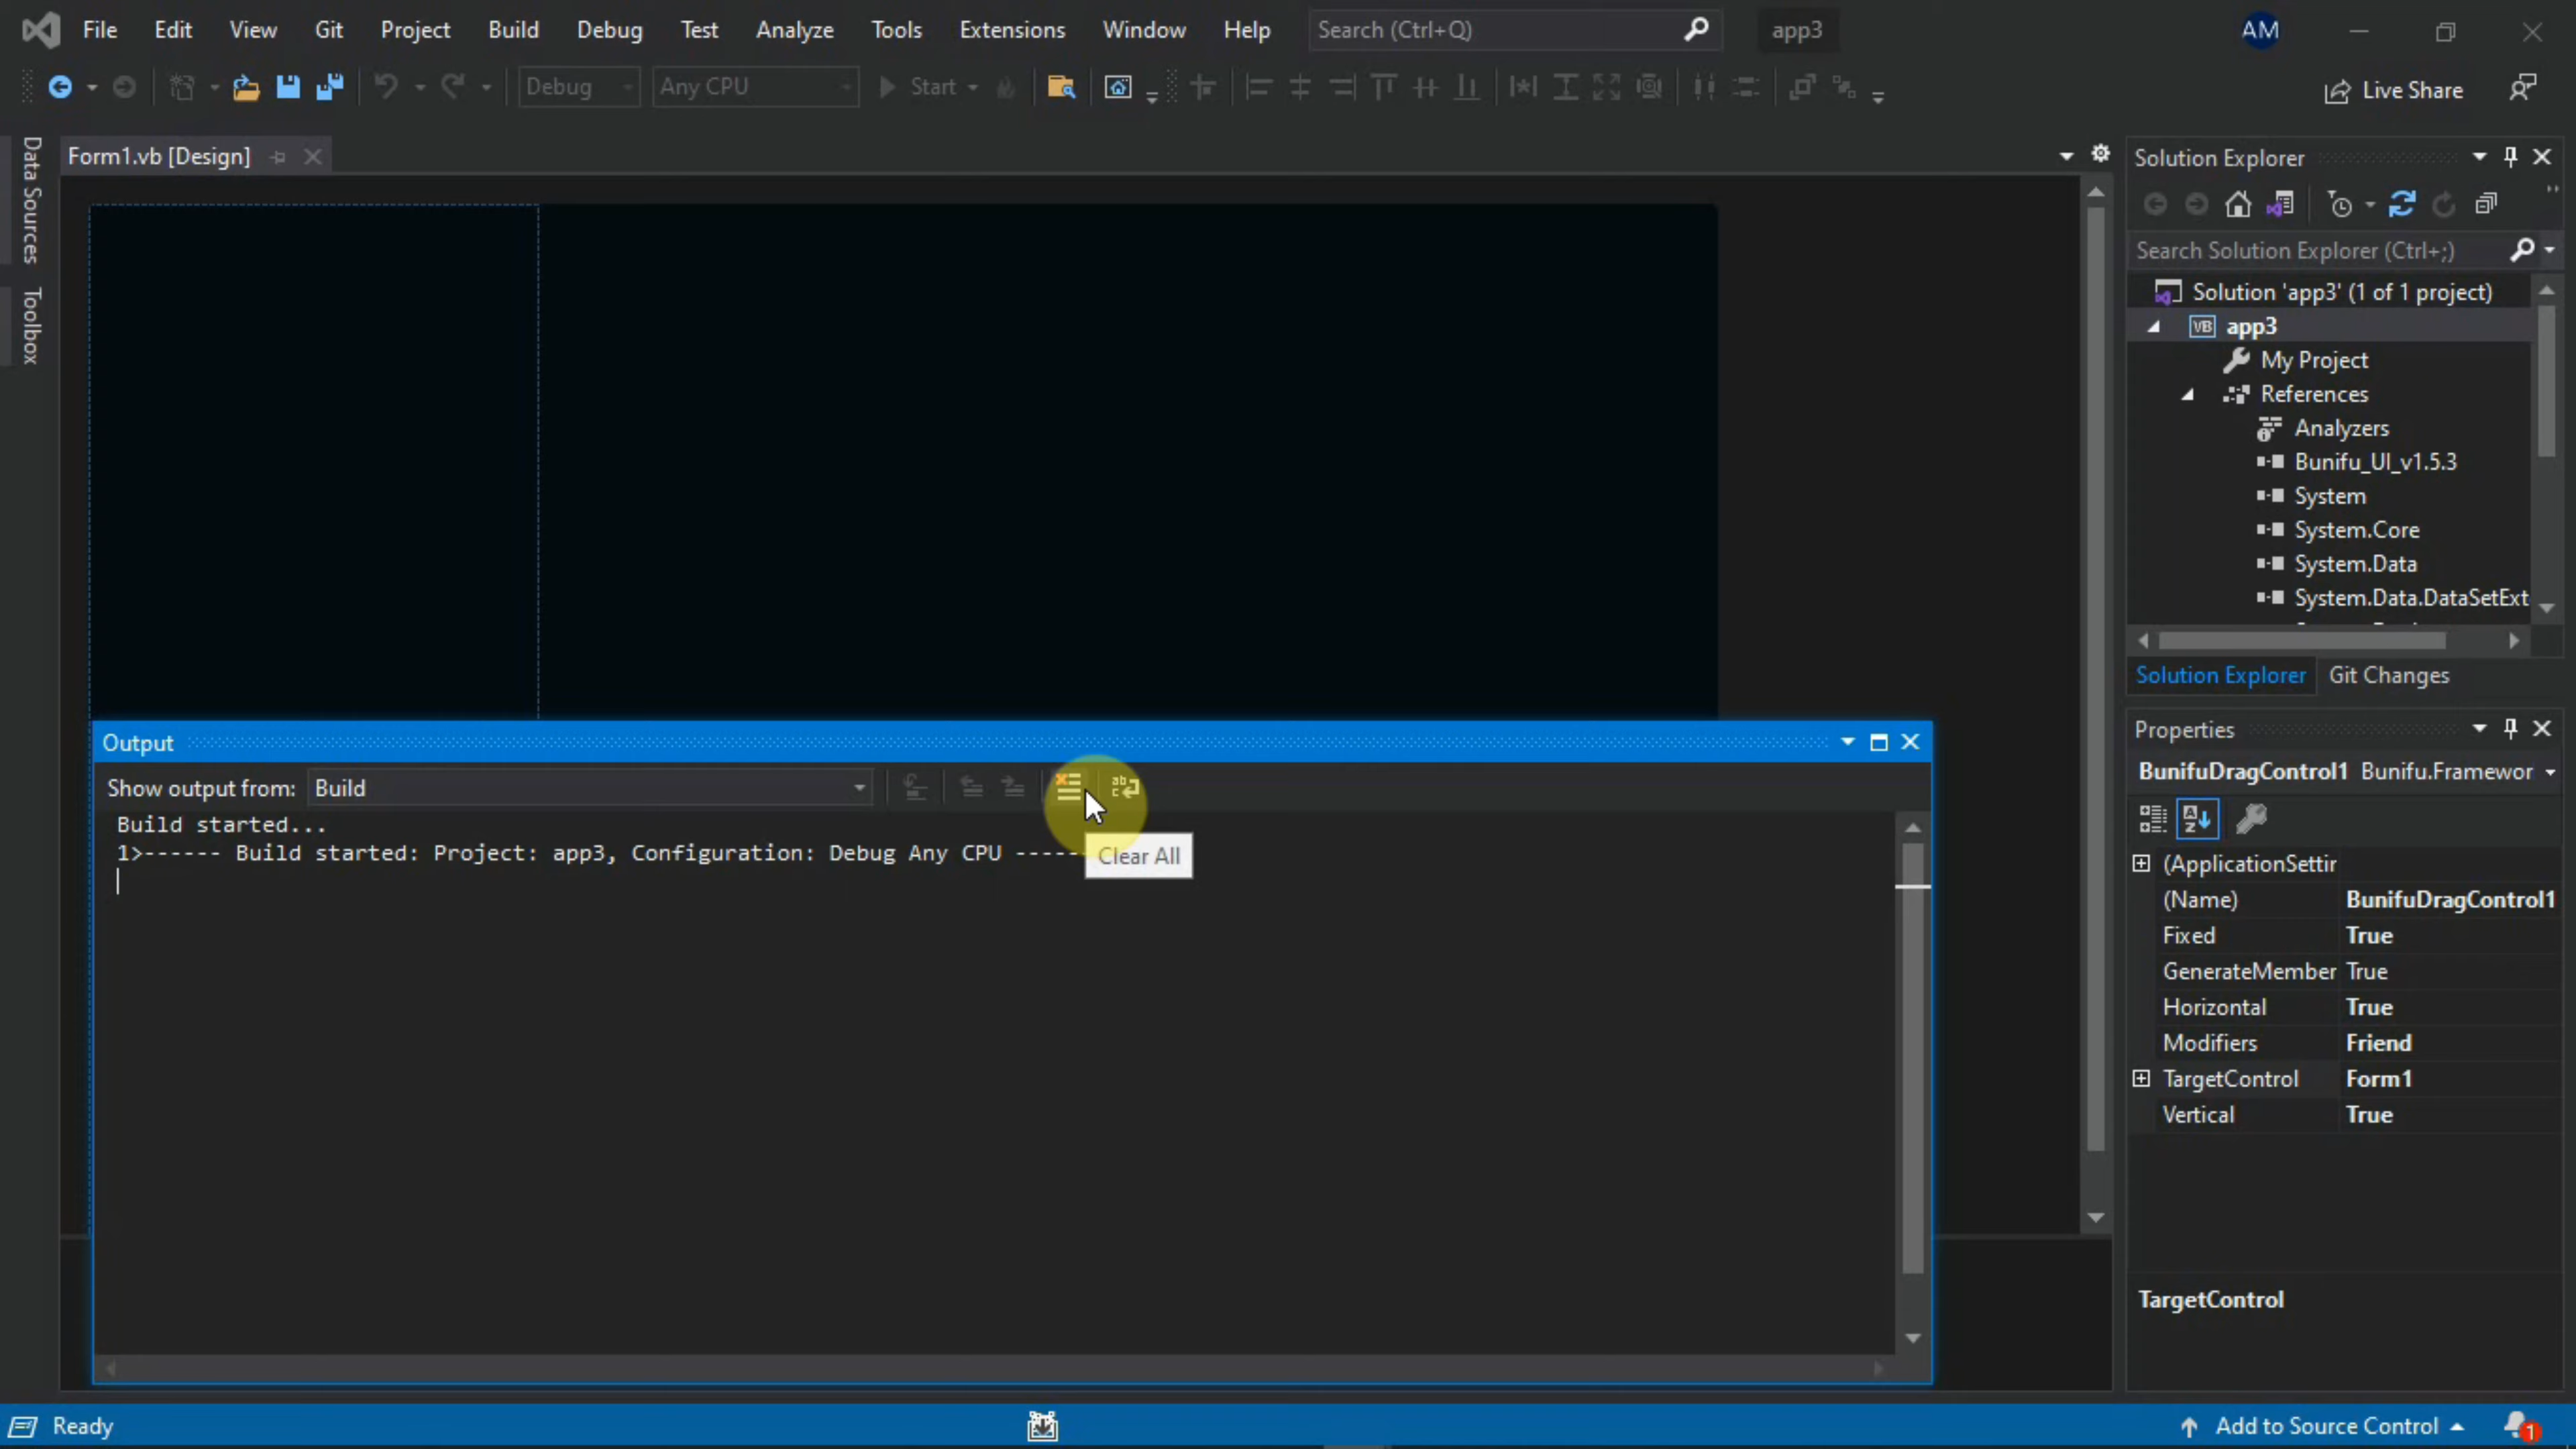 File Edit View Git Project Build Debug Test Analyze Tools Extensions Window Help Search (Ctrl+Q) app3 AM
Debug Any CPU Start Live Share
Data Sources
Toolbox
Form1.vb [Design]
Output
Show output from: Build
Build started...
1>------ Build started: Project: app3, Configuration: Debug Any CPU ------
Clear All
Solution Explorer
Search Solution Explorer (Ctrl+;)
Solution 'app3' (1 of 1 project)
VB app3
My Project
References
Analyzers
Bunifu_UI_v1.5.3
System
System.Core
System.Data
System.Data.DataSetExt
Solution Explorer Git Changes
Properties
BunifuDragControl1 Bunifu.Framewor
(ApplicationSettin
(Name) BunifuDragControl1
Fixed True
GenerateMember True
Horizontal True
Modifiers Friend
TargetControl Form1
Vertical True
TargetControl
Ready
Add to Source Control 1